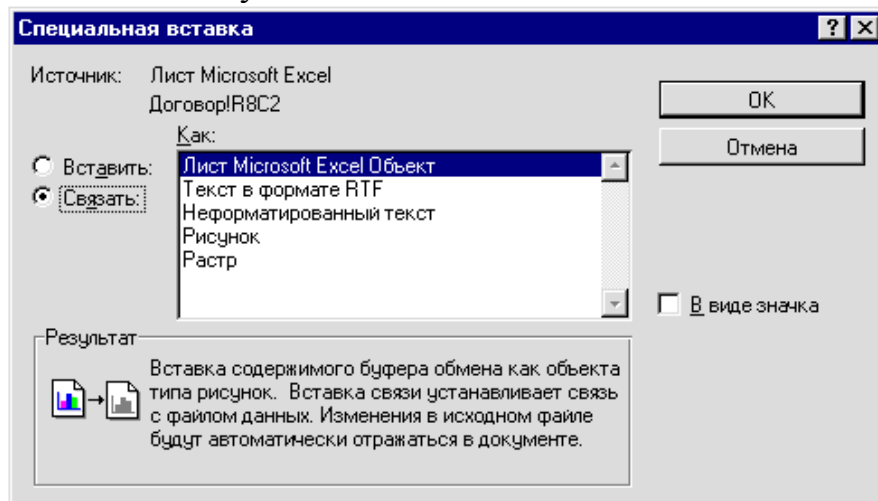 Специальная вставка
Источник: Лист Microsoft Excel
Договор!R8C2
OK
Как:
Отмена
Вставить:
Лист Microsoft Excel Объект
Связать:
Текст в формате RTF
Неформатированный текст
Рисунок
Растр
В виде значка
Результат
Вставка содержимого буфера обмена как объекта
типа рисунок. Вставка связи устанавливает связь
с файлом данных. Изменения в исходном файле
будут автоматически отражаться в документе.